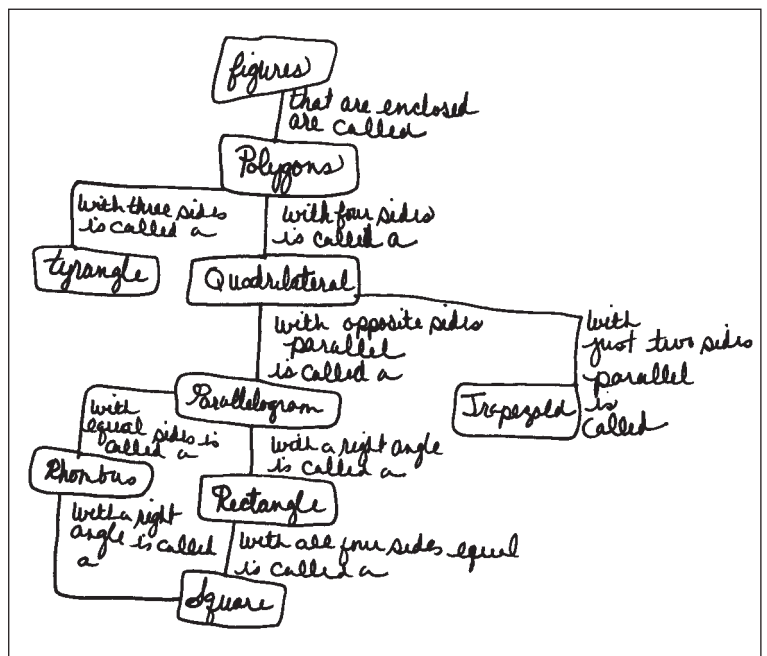 figures
that are enclosed
are called
Polygons
with three sides
is called a
with four sides
is called a
tyrangle
Quadrilateral
with opposite sides
parallel
is called a
with
just two sides
parallel
is
called
Trapezold
Parallelogram
with
equal sides is
called a
with a right angle
is called a
Rhombus
Rectangle
with a right
angle is called
a
with all four sides equal
is called a
Square